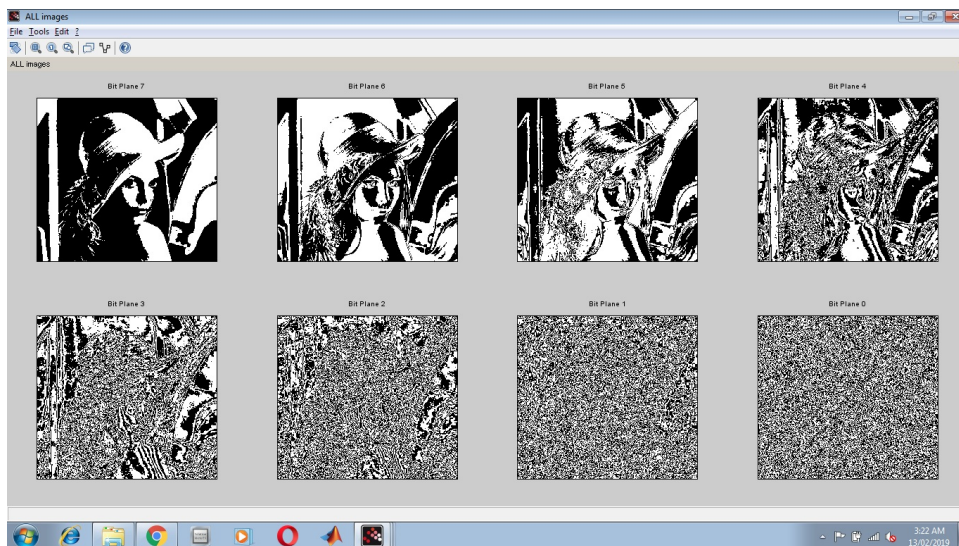 ALL images
File Tools Edit ?
ALL images
Bit Plane 7 Bit Plane 6 Bit Plane 5 Bit Plane 4
Bit Plane 3 Bit Plane 2 Bit Plane 1 Bit Plane 0
3:22 AM
13/02/2019